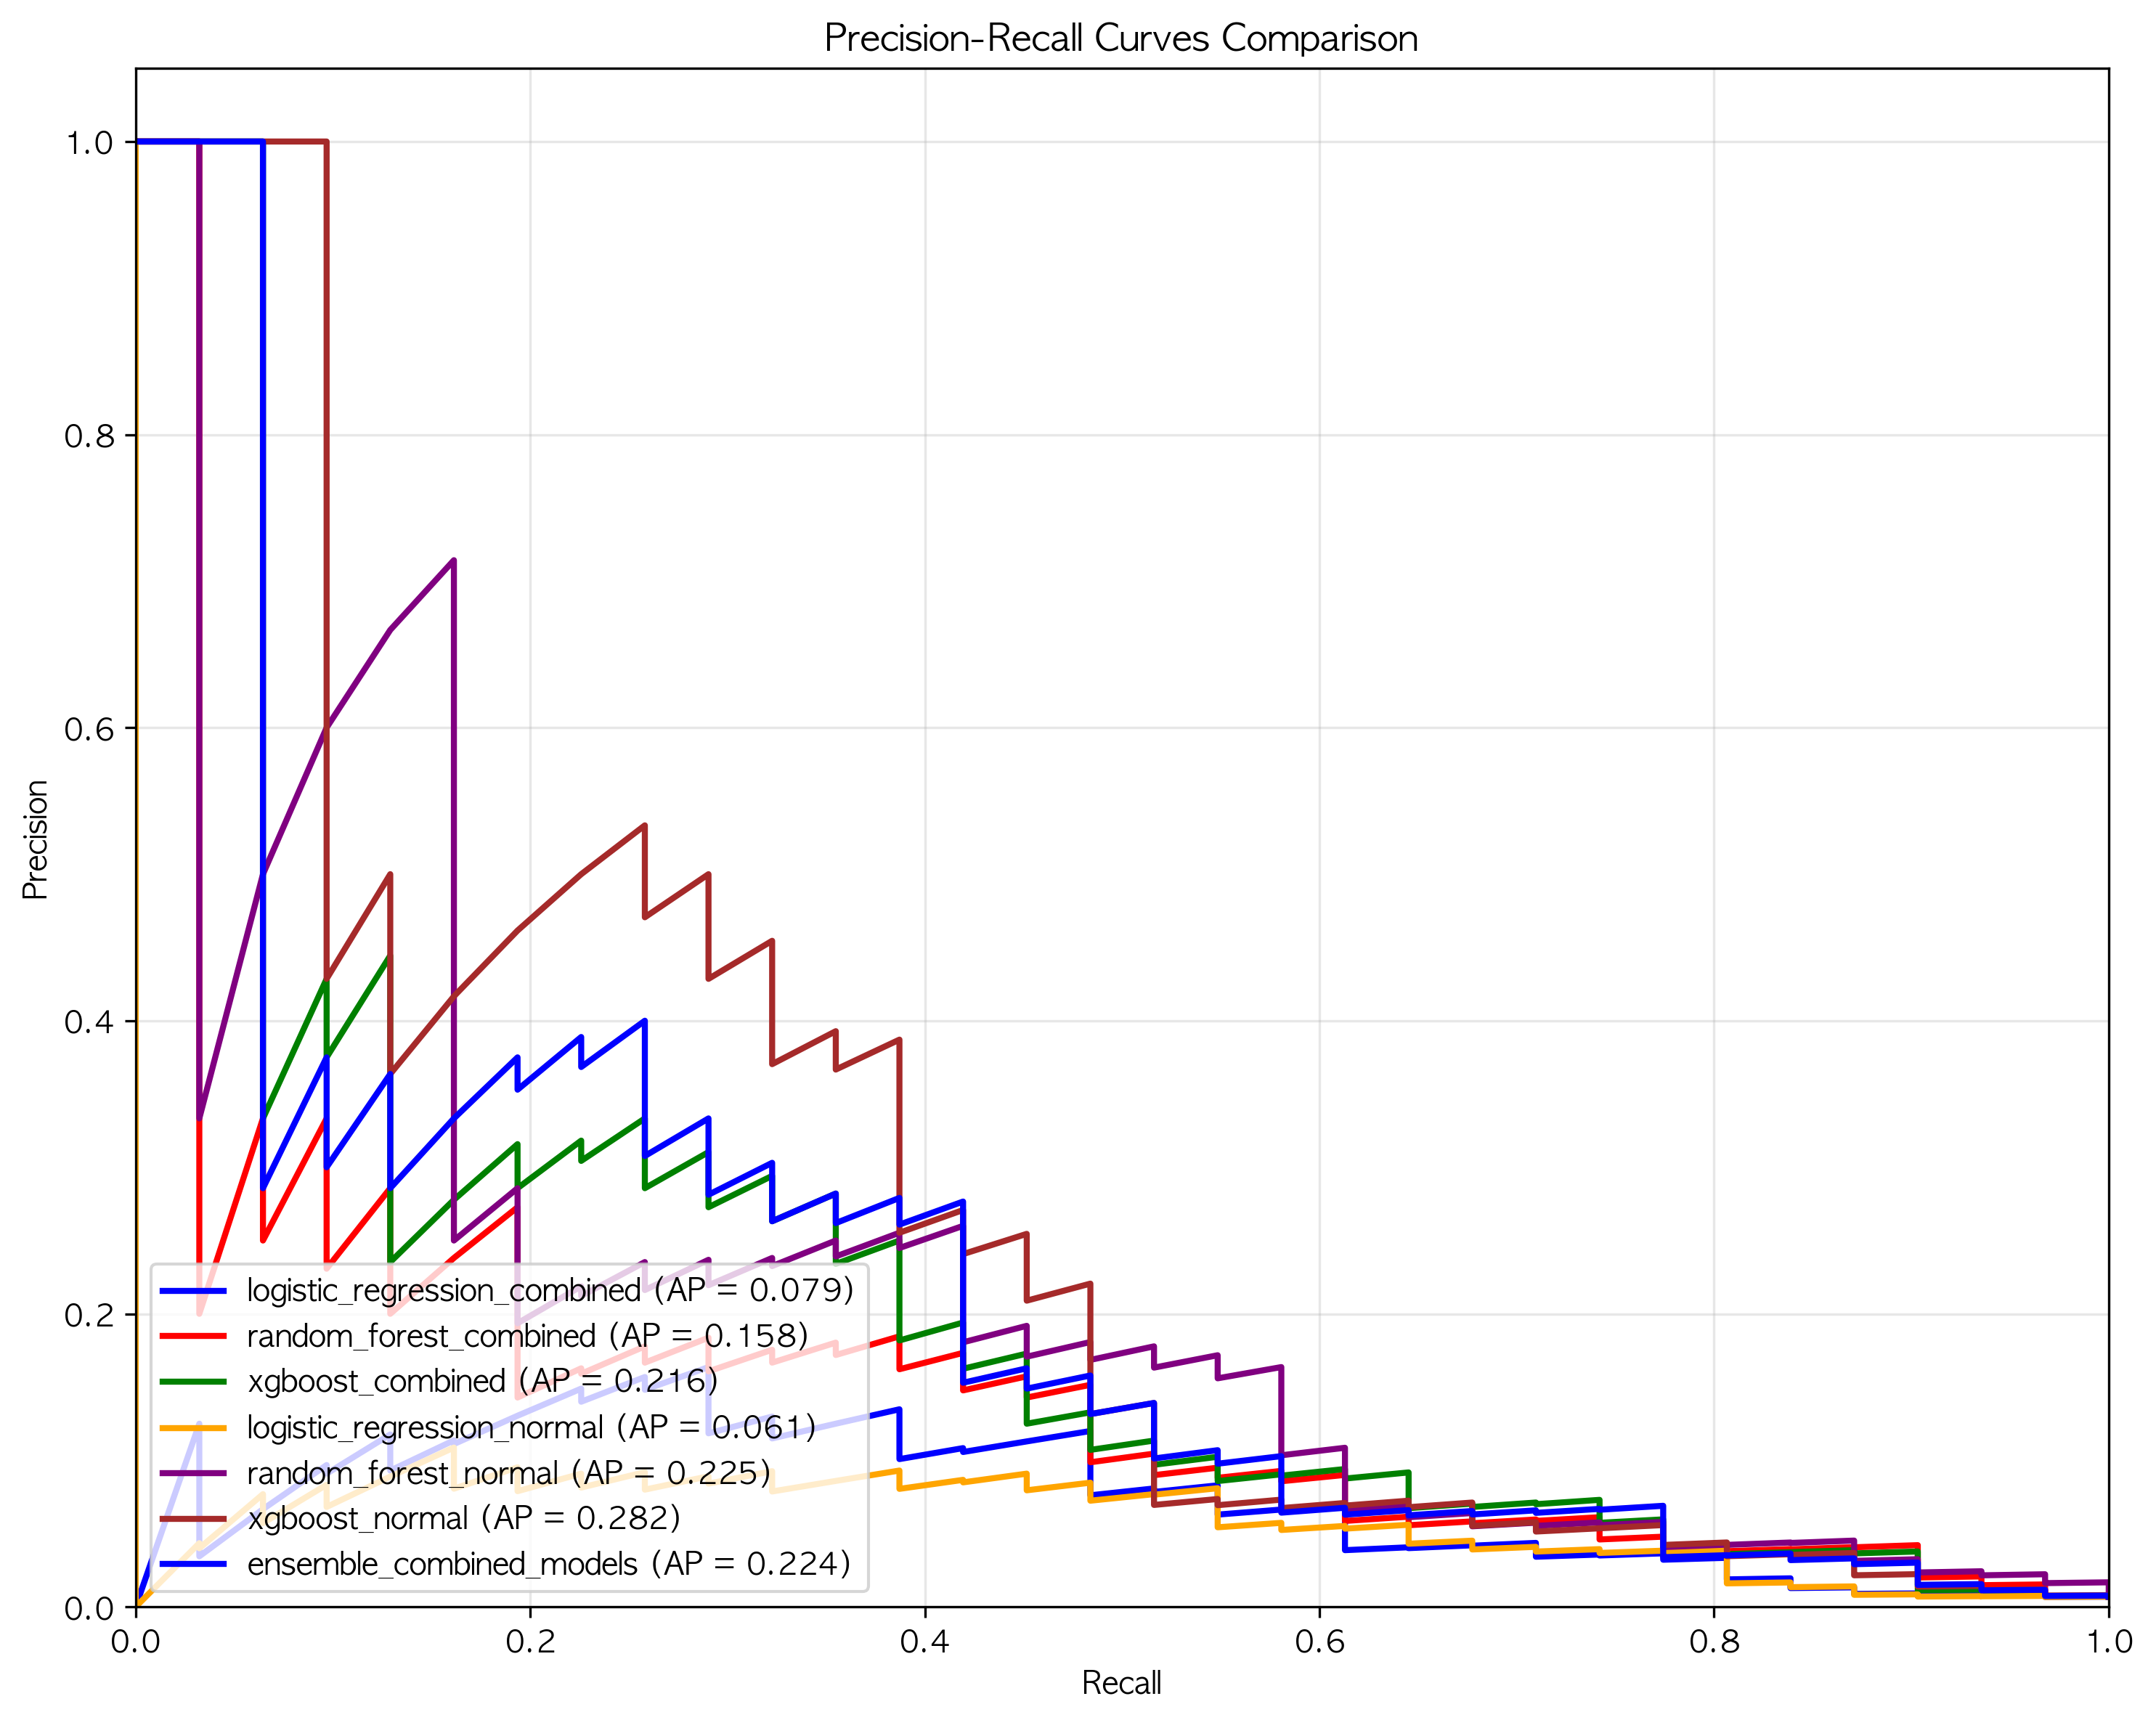 Precision-Recall Curves Comparison
1.0
0.8
0.6
0.4
0.2
0.0
Precision
logistic_regression_combined (AP = 0.079)
random_forest_combined (AP = 0.158)
xgboost_combined (AP = 0.216)
logistic_regression_normal (AP = 0.061)
random_forest_normal (AP = 0.225)
xgboost_normal (AP = 0.282)
ensemble_combined_models (AP = 0.224)
0.0 0.2 0.4 0.6 0.8 1.0
Recall